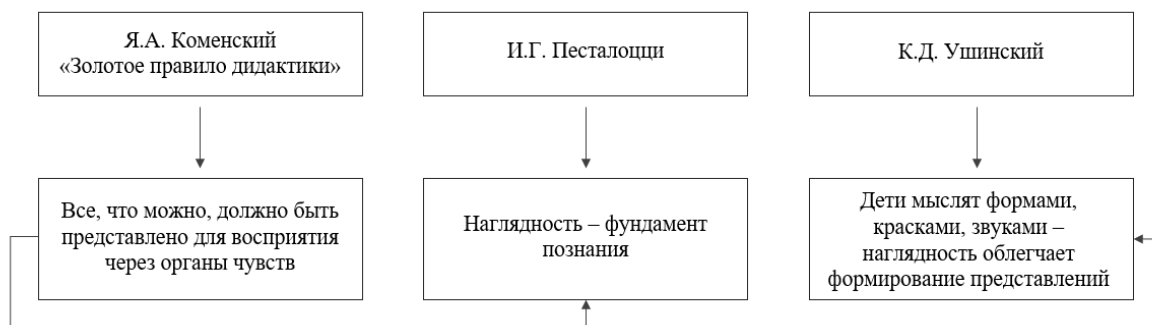 Я.А. Коменский
«Золотое правило дидактики»
И.Г. Песталоцци
К.Д. Ушинский
Все, что можно, должно быть
представлено для восприятия
через органы чувств
Наглядность – фундамент
познания
Дети мыслят формами,
красками, звуками –
наглядность облегчает
формирование представлений